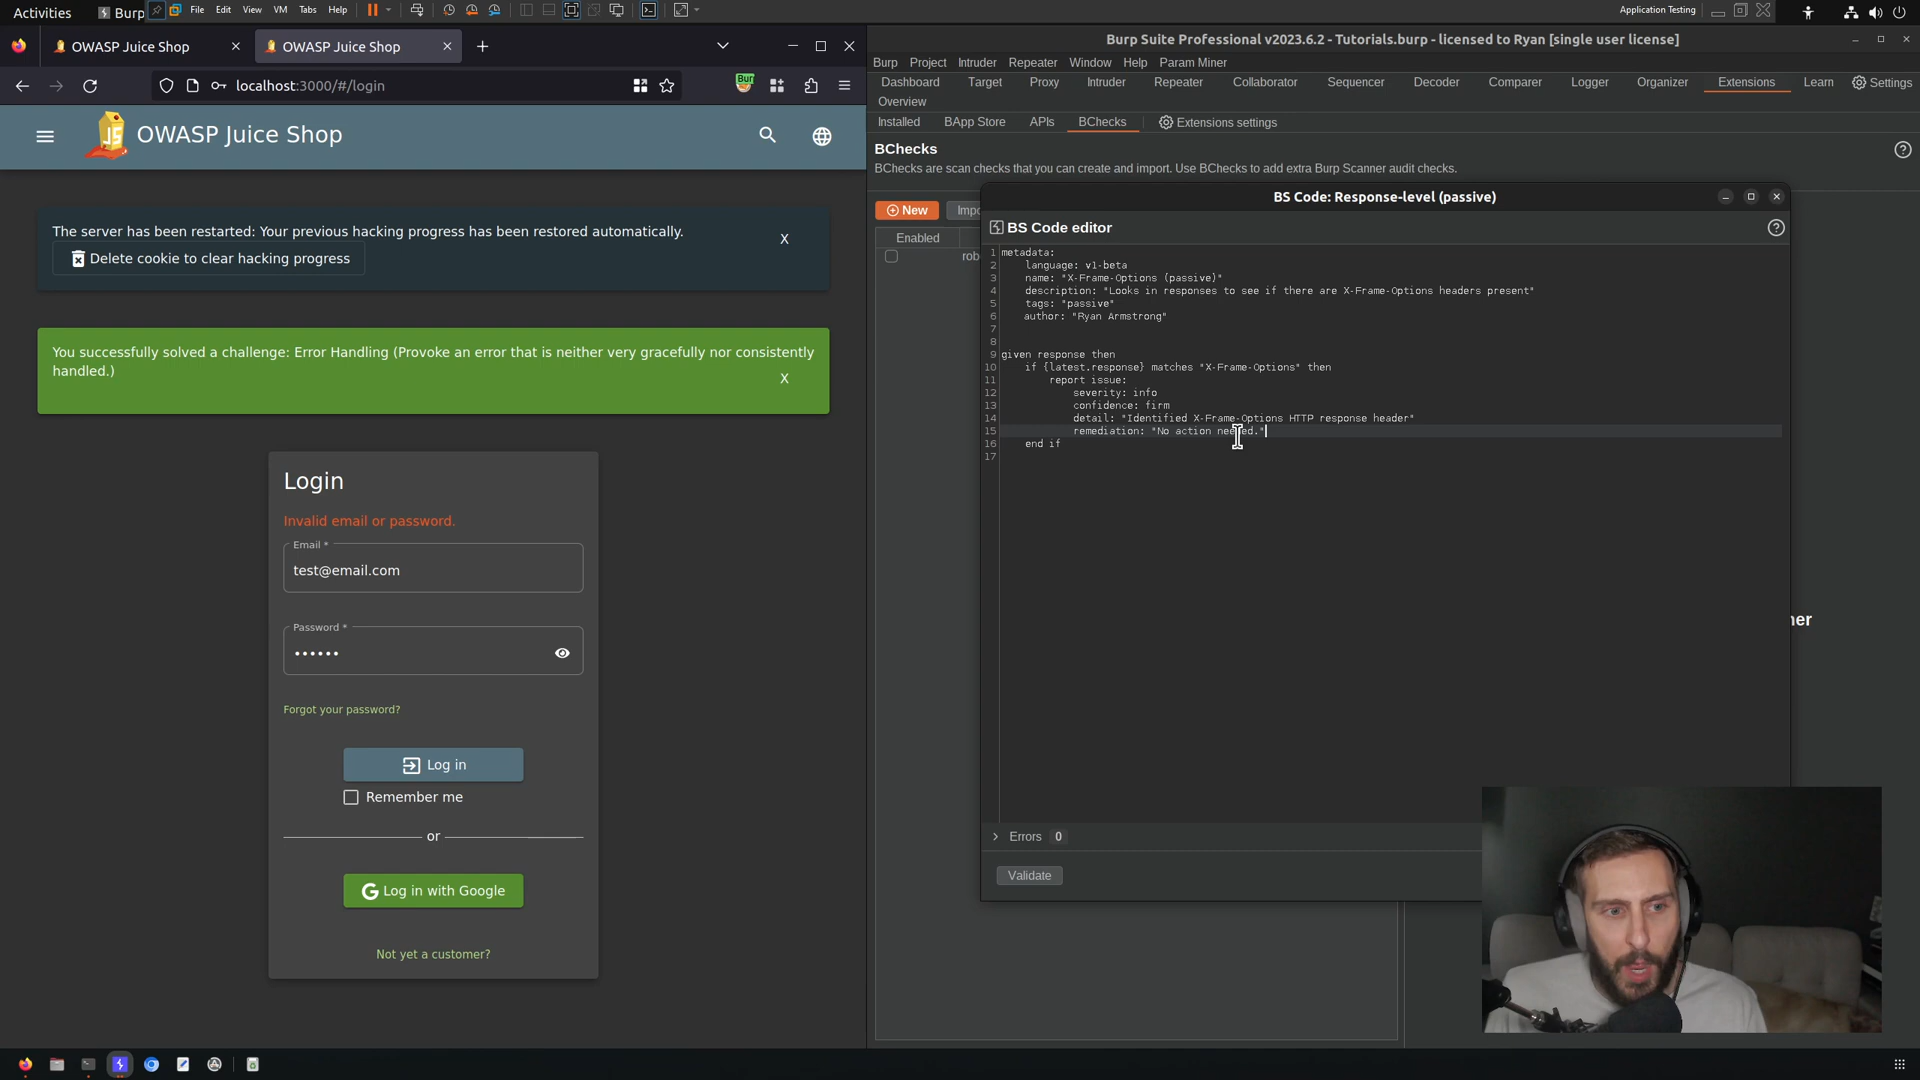 Activities
Burp
File Edit View VM Tabs Help
Application Testing
OWASP Juice Shop
OWASP Juice Shop
localhost:3000/#/login
Bur
OWASP Juice Shop
The server has been restarted: Your previous hacking progress has been restored automatically.
X
Delete cookie to clear hacking progress
You successfully solved a challenge: Error Handling (Provoke an error that is neither very gracefully nor consistently
handled.)
X
Login
Invalid email or password.
Email *
test@email.com
Password *
••••••
Forgot your password?
Log in
Remember me
or
G Log in with Google
Not yet a customer?
Burp Suite Professional v2023.6.2 - Tutorials.burp - licensed to Ryan [single user license]
Burp Project Intruder Repeater Window Help Param Miner
Dashboard Target Proxy Intruder Repeater Collaborator Sequencer Decoder Comparer Logger Organizer Extensions Learn Settings
Overview
Installed BApp Store APIs BChecks Extensions settings
BChecks
BChecks are scan checks that you can create and import. Use BChecks to add extra Burp Scanner audit checks.
New
Impo
Enabled
rob
ner
BS Code: Response-level (passive)
BS Code editor
1 metadata:
2 language: v1-beta
3 name: "X-Frame-Options (passive)"
4 description: "Looks in responses to see if there are X-Frame-Options headers present"
5 tags: "passive"
6 author: "Ryan Armstrong"
7
8
9 given response then
10 if {latest.response} matches "X-Frame-Options" then
11 report issue:
12 severity: info
13 confidence: firm
14 detail: "Identified X-Frame-Options HTTP response header"
15 remediation: "No action needed."
16 end if
17
Errors 0
Validate